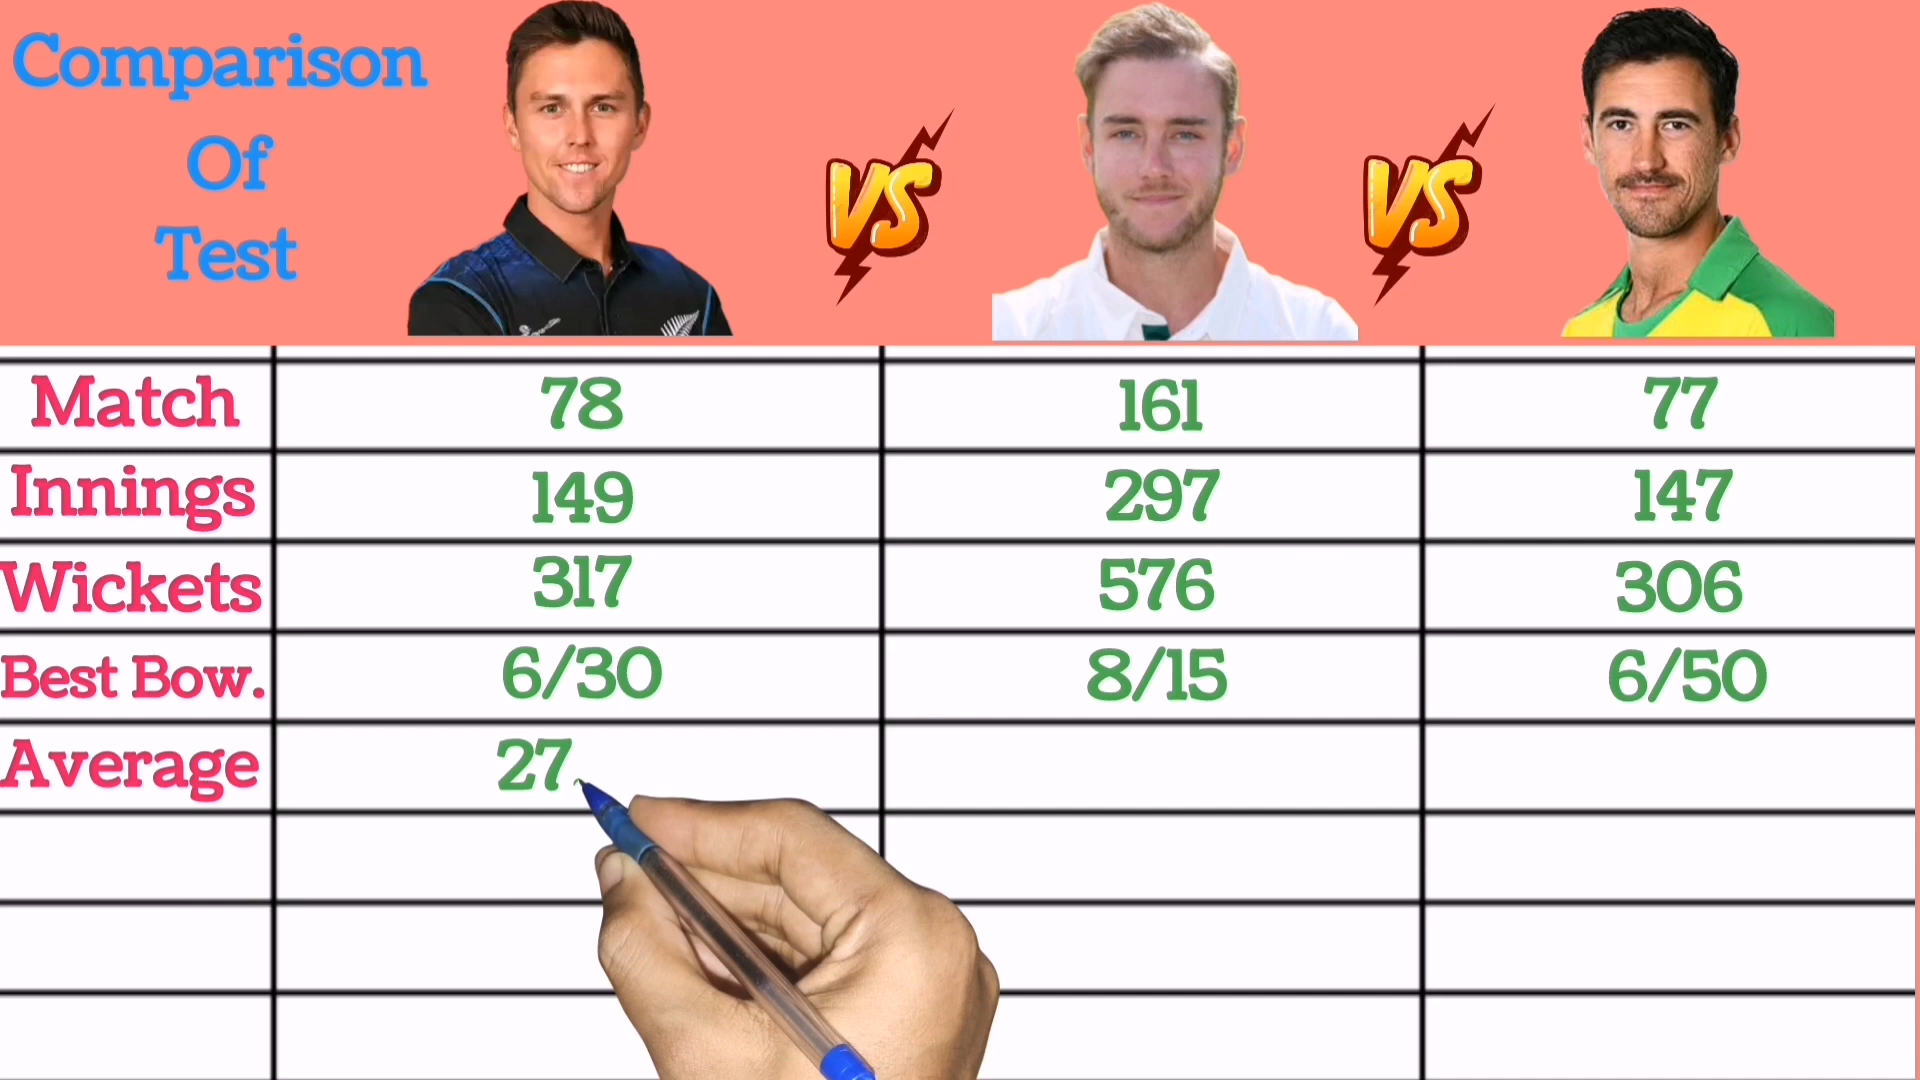 Comparison
Of
Test
VS VS
Match 78 161 77
Innings 149 297 147
Wickets 317 576 306
Best Bow. 6/30 8/15 6/50
Average 27.